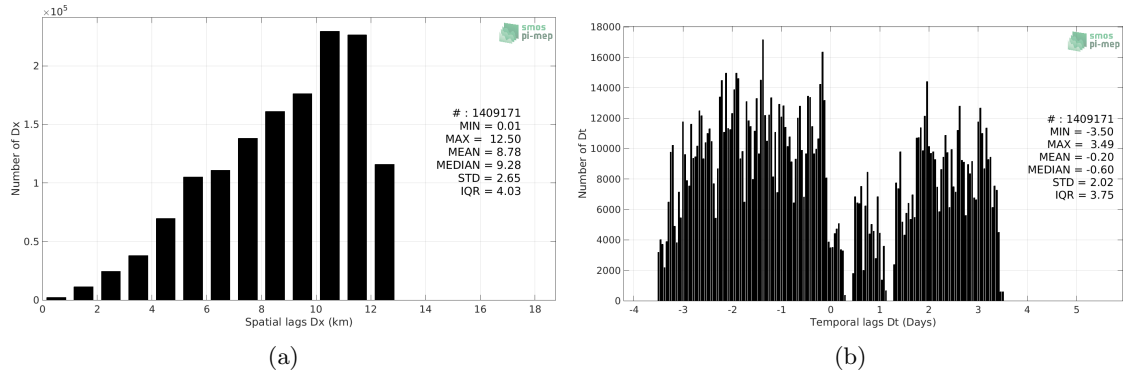 ×10^5
smos
pi-mep
2
1.5
1
0.5
0
Number of Dx
# : 1409171
MIN = 0.01
MAX = 12.50
MEAN = 8.78
MEDIAN = 9.28
STD = 2.65
IQR = 4.03
0 2 4 6 8 10 12 14 16 18
Spatial lags Dx (km)
(a)
18000
16000
14000
12000
10000
8000
6000
4000
2000
0
Number of Dt
smos
pi-mep
# : 1409171
MIN = -3.50
MAX = 3.49
MEAN = -0.20
MEDIAN = -0.60
STD = 2.02
IQR = 3.75
-4 -3 -2 -1 0 1 2 3 4 5
Temporal lags Dt (Days)
(b)